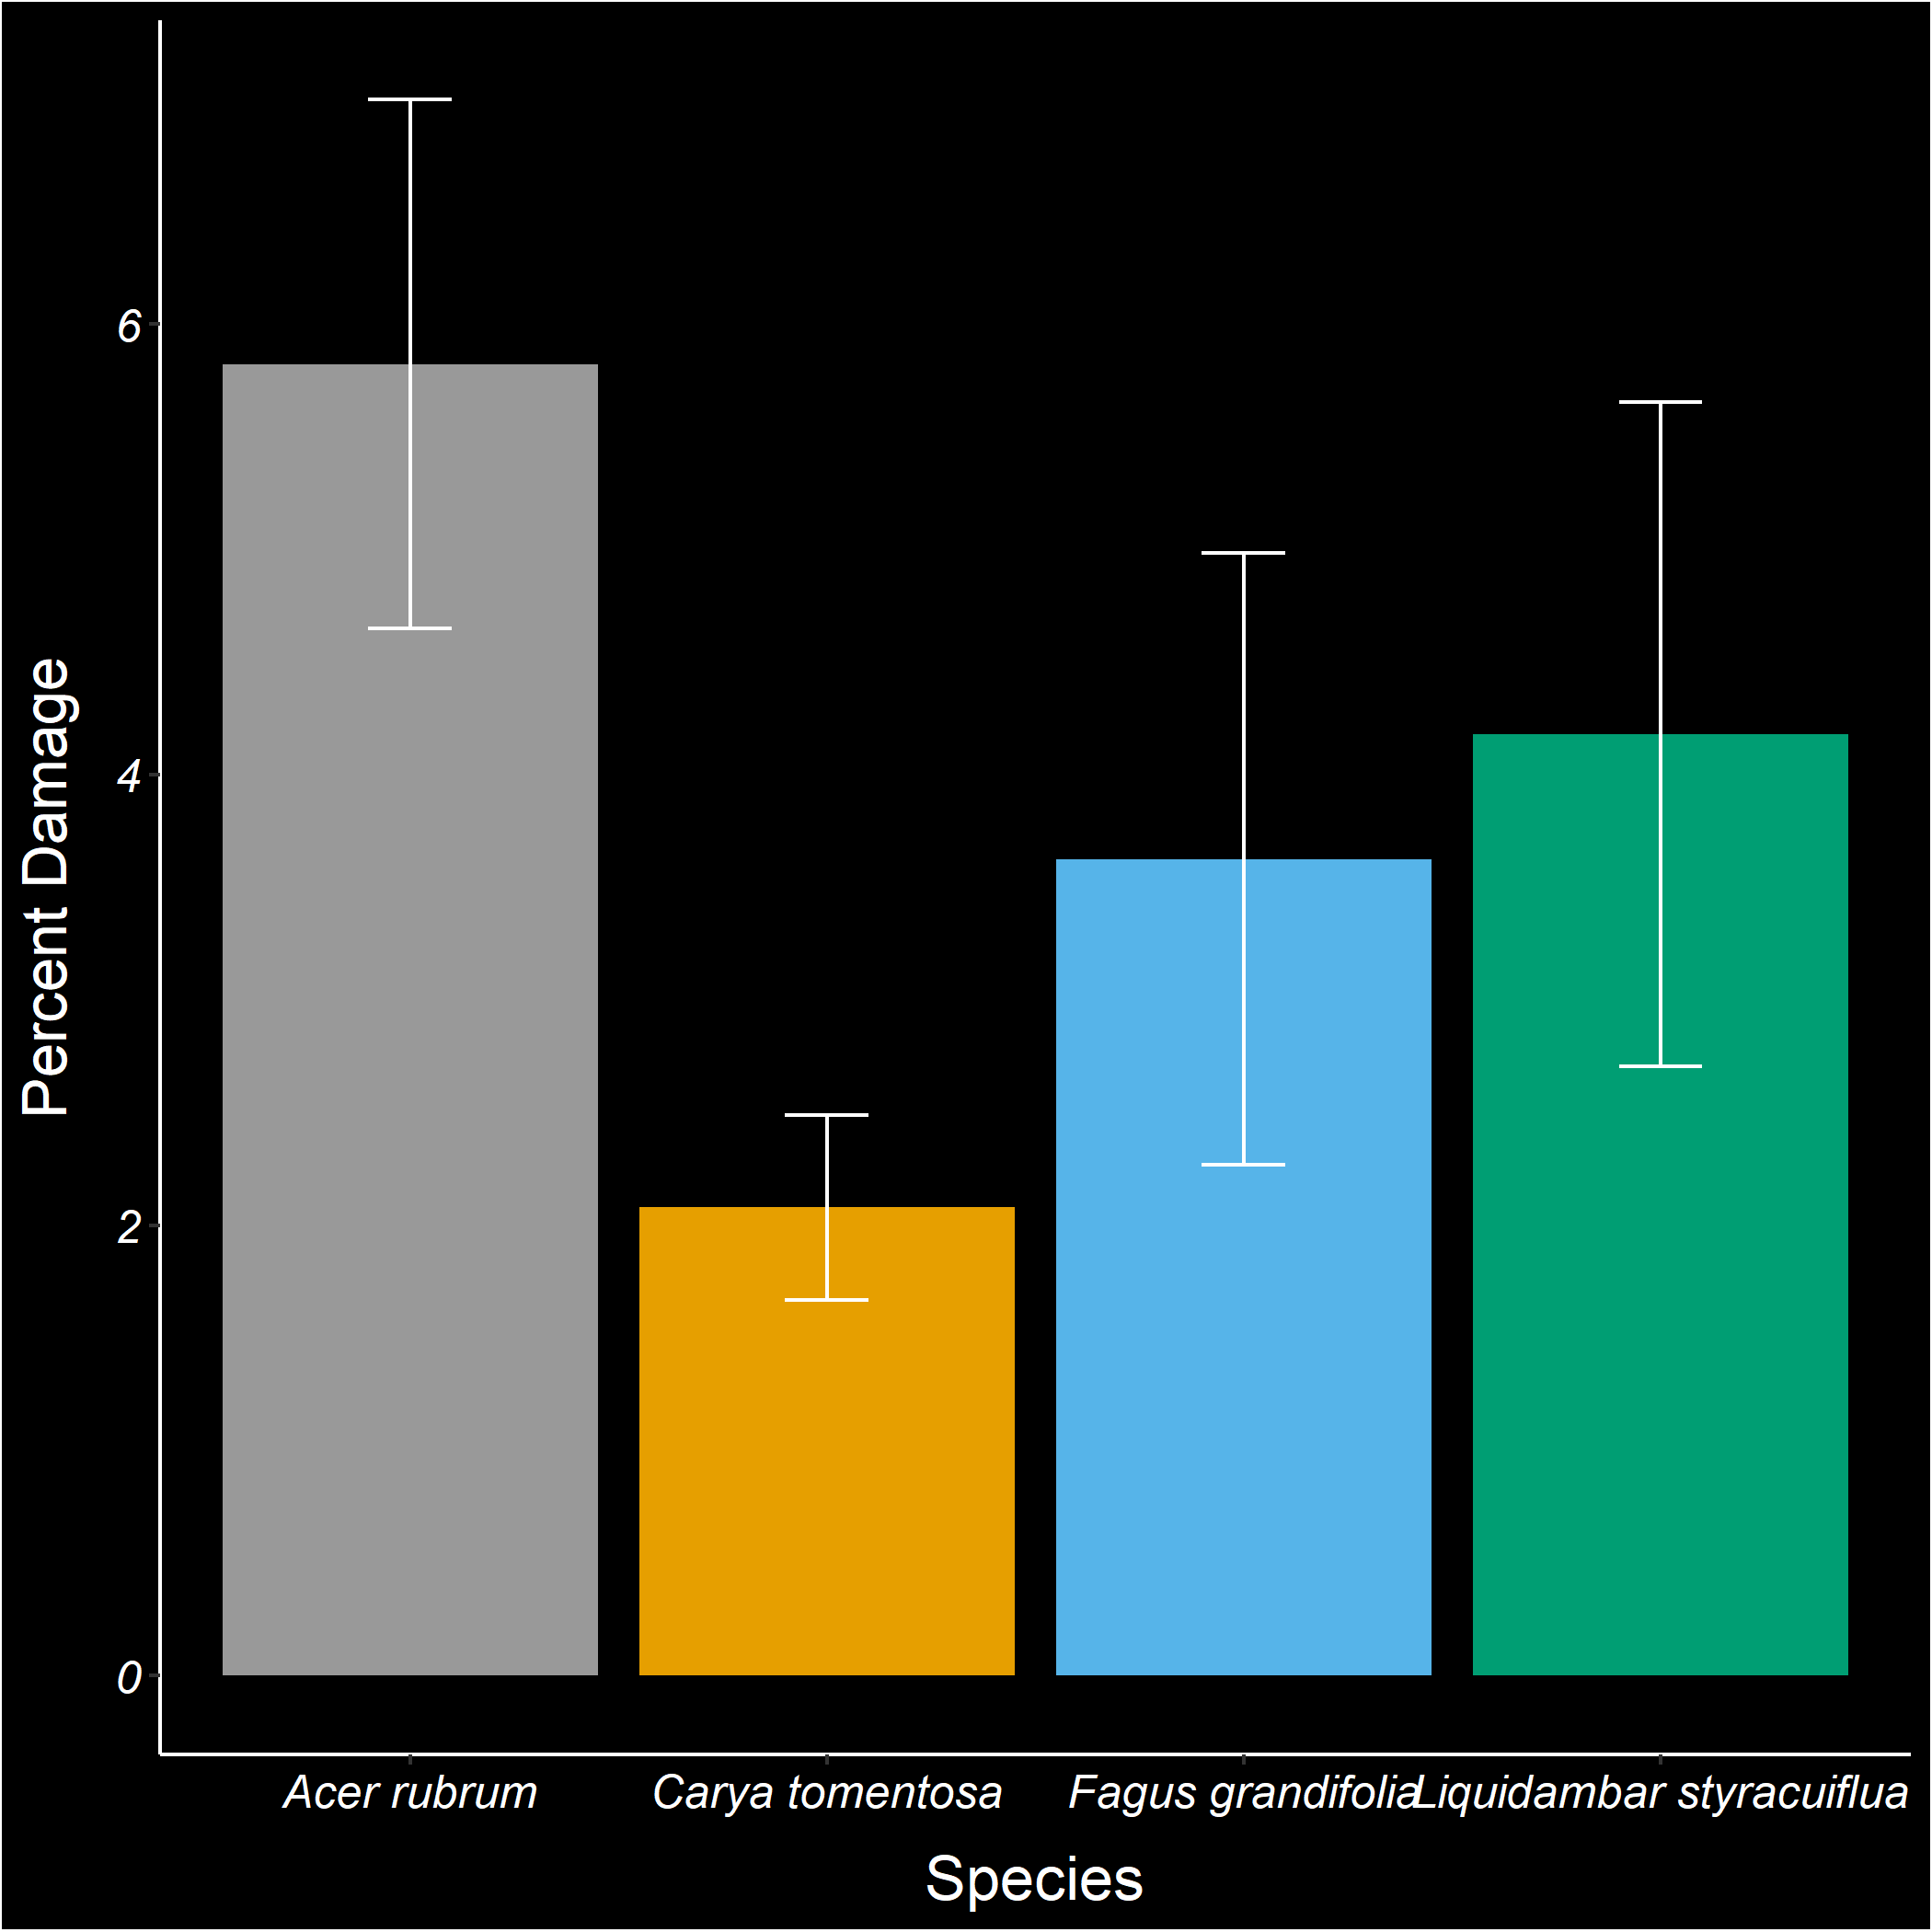 Percent Damage
6
4
2
0
Acer rubrum
Carya tomentosa
Fagus grandifolia
Liquidambar styracuiflua
Species